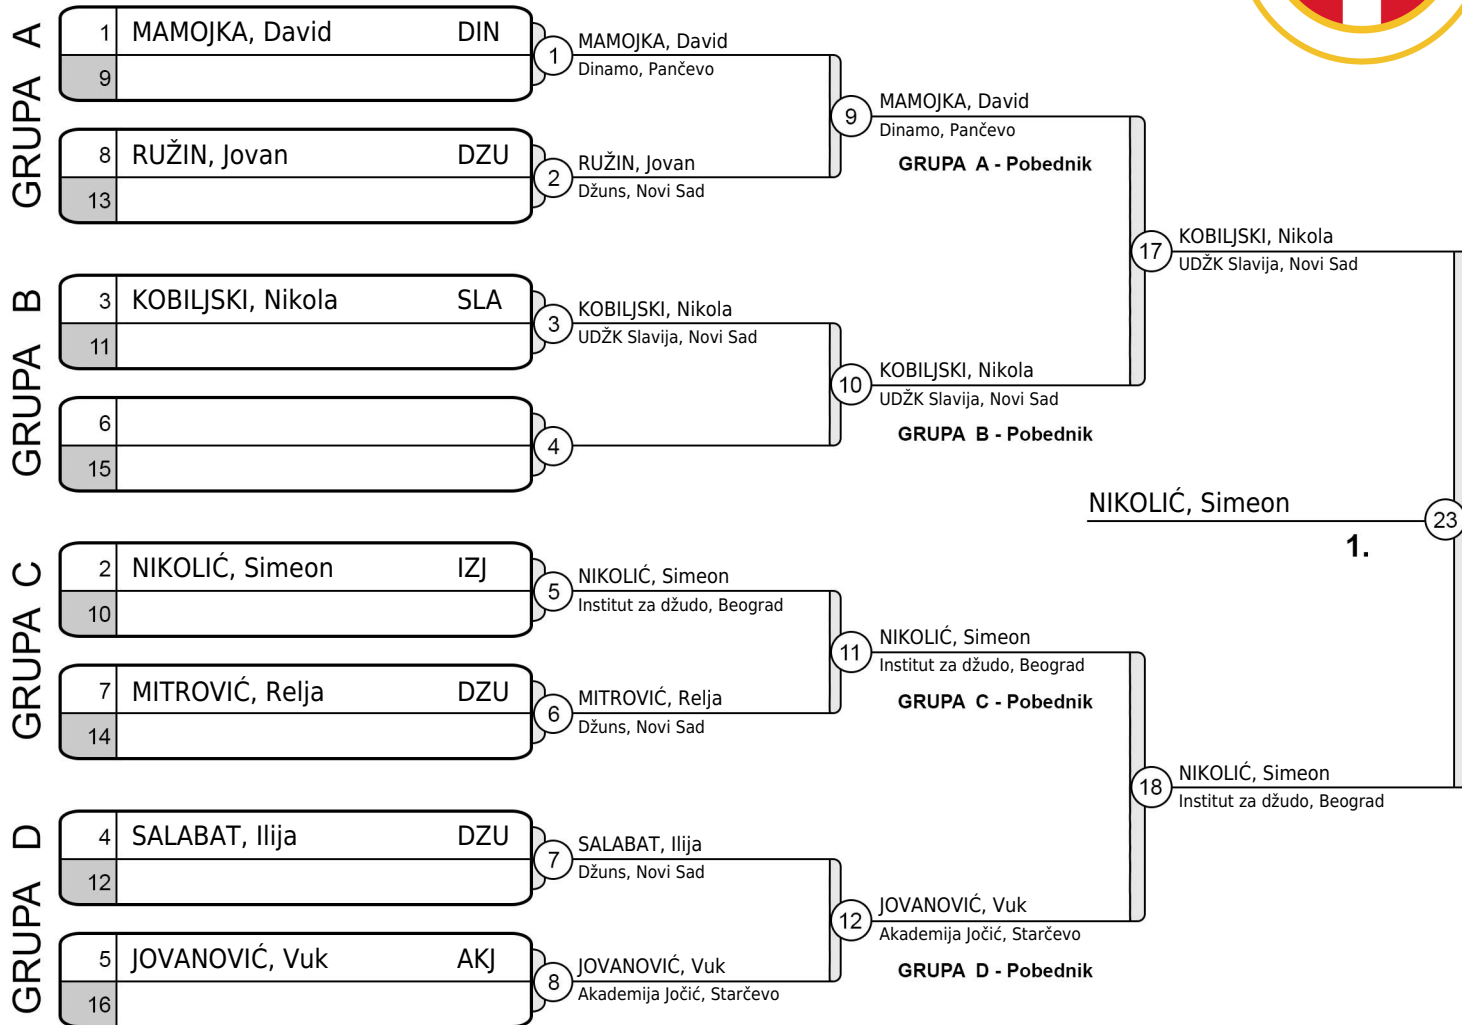 GRUPA A
1 MAMOJKA, David DIN
9
8 RUŽIN, Jovan DZU
13
GRUPA B
3 KOBILJSKI, Nikola SLA
11
6
15
GRUPA C
2 NIKOLIĆ, Simeon IZJ
10
7 MITROVIĆ, Relja DZU
14
GRUPA D
4 SALABAT, Ilija DZU
12
5 JOVANOVIĆ, Vuk AKJ
16
1 MAMOJKA, David
Dinamo, Pančevo
2 RUŽIN, Jovan
Džuns, Novi Sad
3 KOBILJSKI, Nikola
UDŽK Slavija, Novi Sad
4
5 NIKOLIĆ, Simeon
Institut za džudo, Beograd
6 MITROVIĆ, Relja
Džuns, Novi Sad
7 SALABAT, Ilija
Džuns, Novi Sad
8 JOVANOVIĆ, Vuk
Akademija Jočić, Starčevo
9 MAMOJKA, David
Dinamo, Pančevo
GRUPA A - Pobednik
10 KOBILJSKI, Nikola
UDŽK Slavija, Novi Sad
GRUPA B - Pobednik
11 NIKOLIĆ, Simeon
Institut za džudo, Beograd
GRUPA C - Pobednik
12 JOVANOVIĆ, Vuk
Akademija Jočić, Starčevo
GRUPA D - Pobednik
17 KOBILJSKI, Nikola
UDŽK Slavija, Novi Sad
18 NIKOLIĆ, Simeon
Institut za džudo, Beograd
NIKOLIĆ, Simeon 23
1.